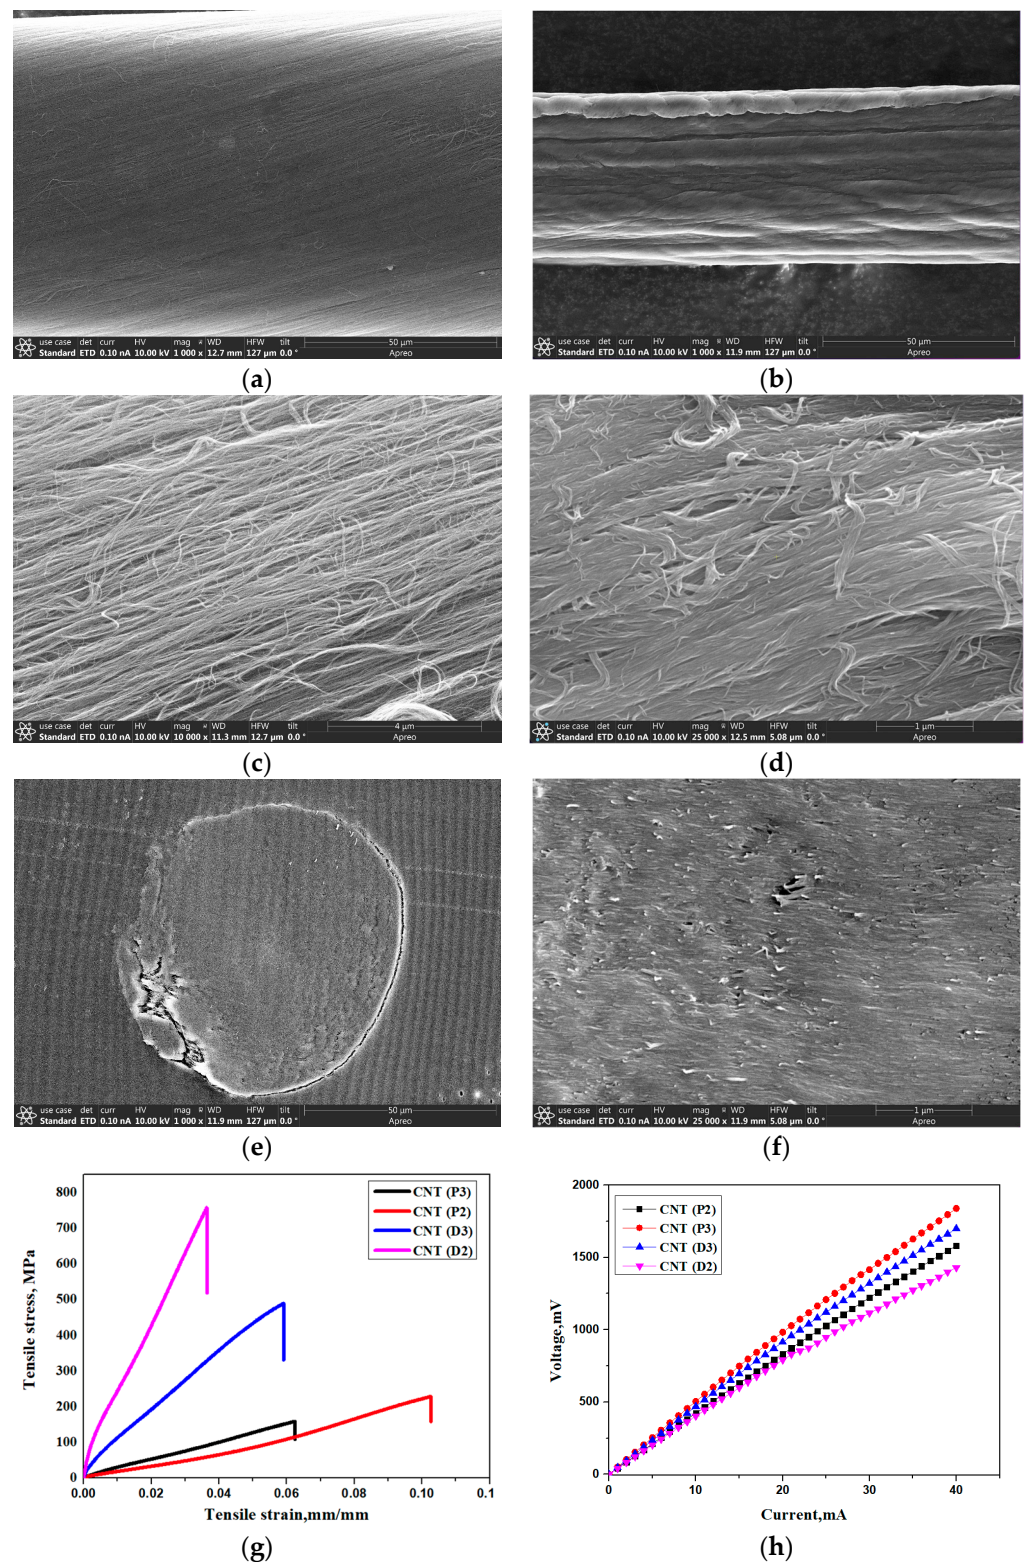 use case det curr HV mag WD HFW tilt 50 µm
Standard ETD 0.10 nA 10.00 kV 1 000 x 12.7 mm 127 µm 0.0 ° Apreo
(a)
use case det curr HV mag WD HFW tilt 50 µm
Standard ETD 0.10 nA 10.00 kV 1 000 x 11.9 mm 127 µm 0.0 ° Apreo
(b)
use case det curr HV mag WD HFW tilt 4 µm
Standard ETD 0.10 nA 10.00 kV 10 000 x 11.3 mm 12.7 µm 0.0 ° Apreo
(c)
use case det curr HV mag WD HFW tilt 1 µm
Standard ETD 0.10 nA 10.00 kV 25 000 x 12.5 mm 5.08 µm 0.0 ° Apreo
(d)
use case det curr HV mag WD HFW tilt 50 µm
Standard ETD 0.10 nA 10.00 kV 1 000 x 11.9 mm 127 µm 0.0 ° Apreo
(e)
use case det curr HV mag WD HFW tilt 1 µm
Standard ETD 0.10 nA 10.00 kV 25 000 x 11.9 mm 5.08 µm 0.0 ° Apreo
(f)
800
700
600
500
400
300
200
100
0
Tensile stress, MPa
CNT (P3)
CNT (P2)
CNT (D3)
CNT (D2)
0.00 0.02 0.04 0.06 0.08 0.10 0.1
Tensile strain,mm/mm
(g)
2000
1500
1000
500
0
Voltage,mV
CNT (P2)
CNT (P3)
CNT (D3)
CNT (D2)
0 10 20 30 40
Current,mA
(h)